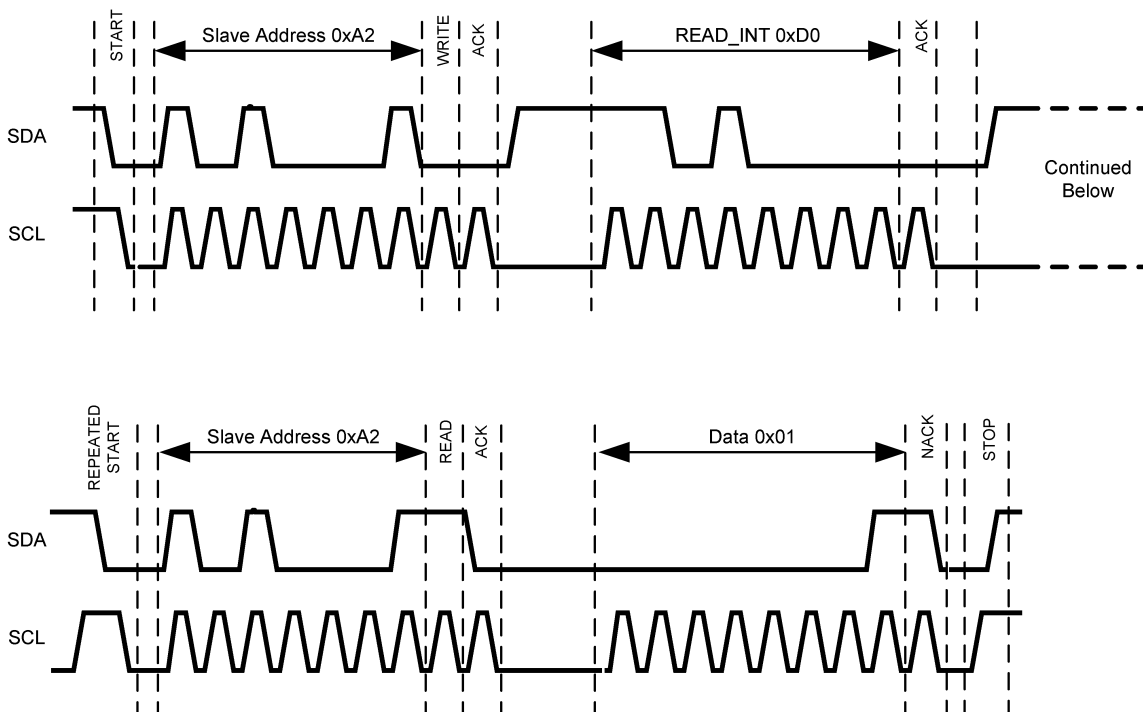 START
Slave Address 0xA2
WRITE
ACK
READ_INT 0xD0
ACK
SDA
SCL
Continued
Below
REPEATED
START
Slave Address 0xA2
READ
ACK
Data 0x01
NACK
STOP
SDA
SCL